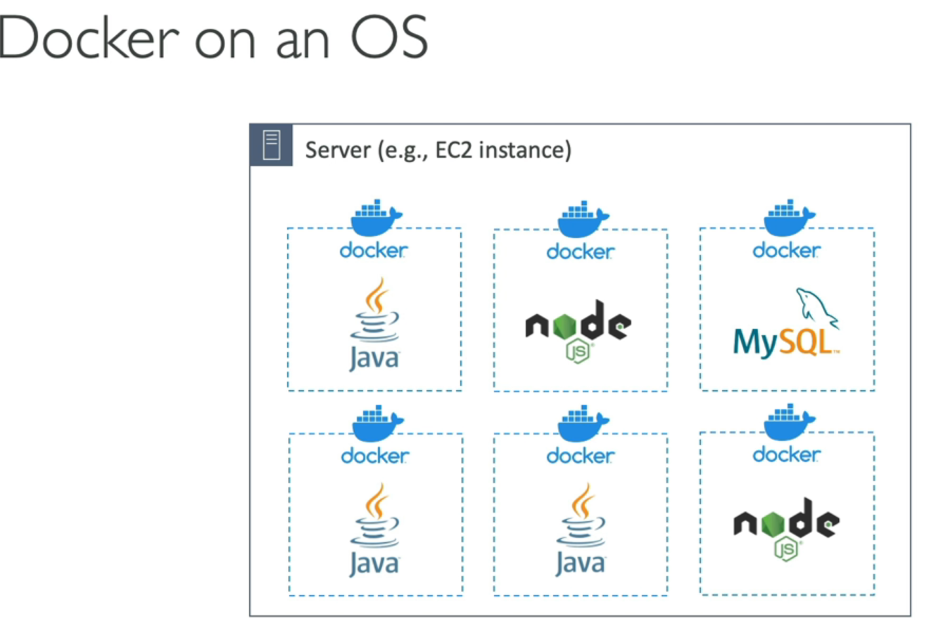 Docker on an OS
Server (e.g., EC2 instance)
docker
docker
docker
Java
node
JS
MySQL™
docker
docker
docker
Java
Java
node
JS